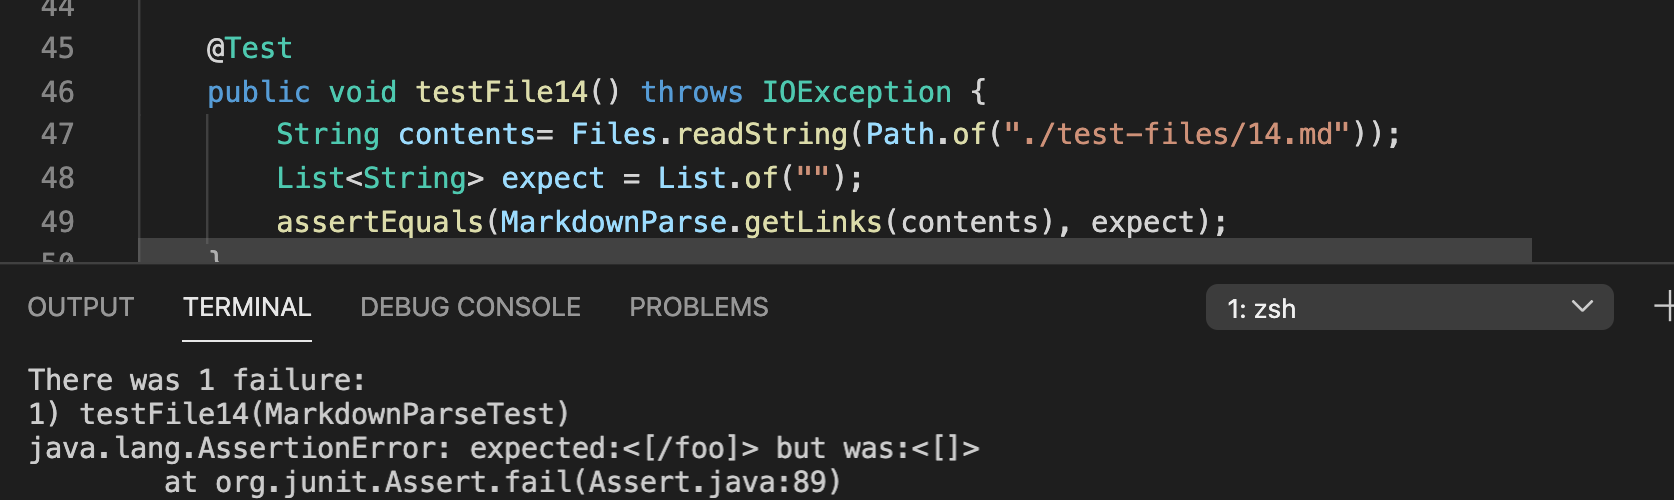 44
45 @Test
46 public void testFile14() throws IOException {
47 String contents= Files.readString(Path.of("./test-files/14.md"));
48 List<String> expect = List.of("");
49 assertEquals(MarkdownParse.getLinks(contents), expect);
50 }
OUTPUT TERMINAL DEBUG CONSOLE PROBLEMS 1: zsh
There was 1 failure:
1) testFile14(MarkdownParseTest)
java.lang.AssertionError: expected:<[/foo]> but was:<[]>
at org.junit.Assert.fail(Assert.java:89)